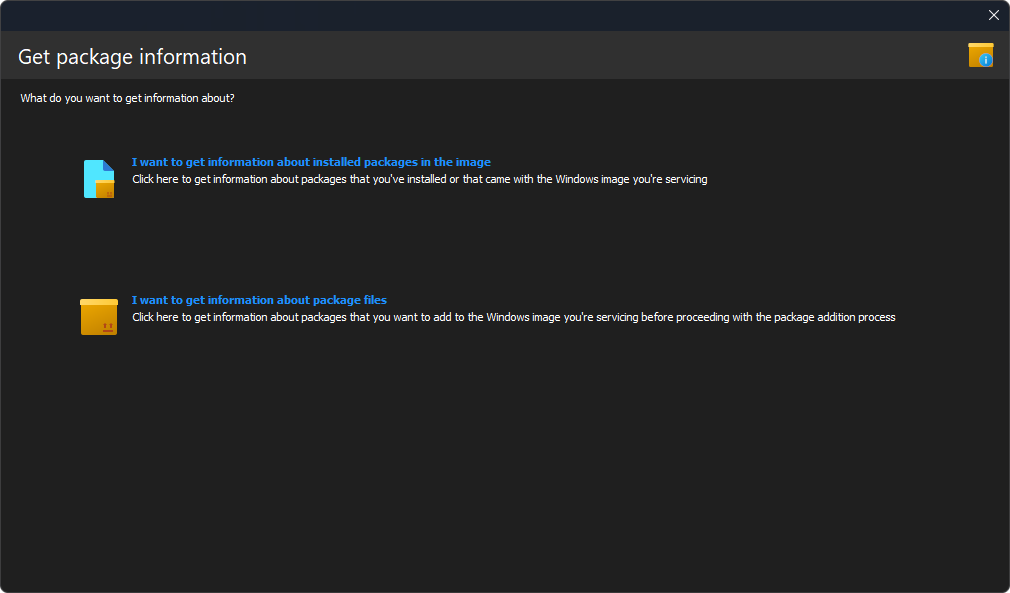 Get package information
What do you want to get information about?
I want to get information about installed packages in the image
Click here to get information about packages that you've installed or that came with the Windows image you're servicing
I want to get information about package files
Click here to get information about packages that you want to add to the Windows image you're servicing before proceeding with the package addition process